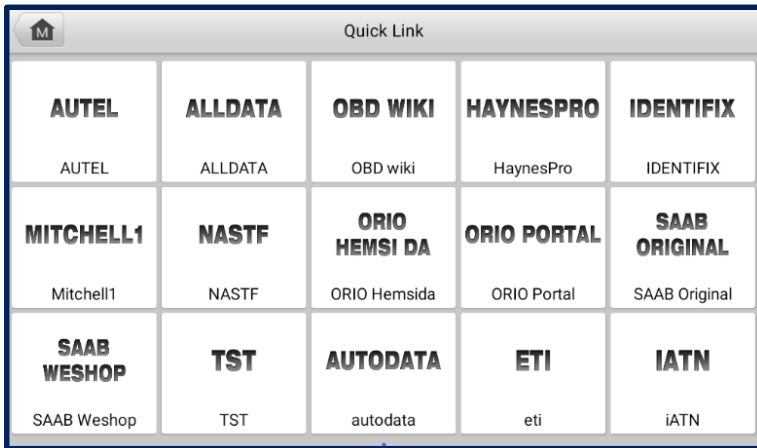 M
Quick Link
AUTEL
ALLDATA
OBD WIKI
HAYNESPRO
IDENTIFIX
AUTEL
ALLDATA
OBD wiki
HaynesPro
IDENTIFIX
MITCHELL1
NASTF
ORIO
HEMSI DA
ORIO PORTAL
SAAB
ORIGINAL
Mitchell1
NASTF
ORIO Hemsida
ORIO Portal
SAAB Original
SAAB
WESHOP
TST
AUTODATA
ETI
IATN
SAAB Weshop
TST
autodata
eti
iATN